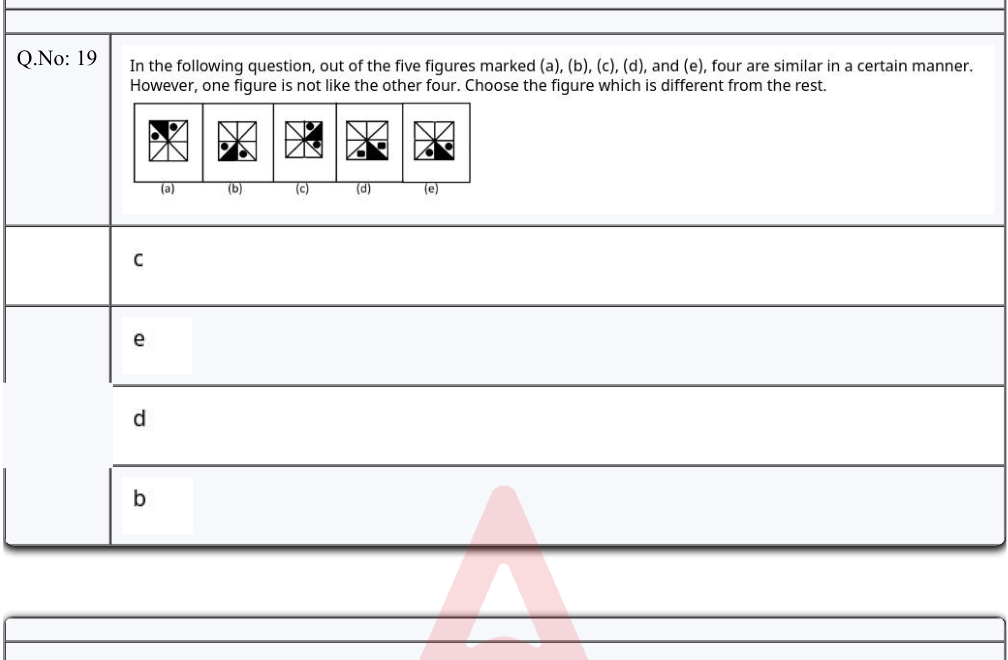 Q.No: 19
In the following question, out of the five figures marked (a), (b), (c), (d), and (e), four are similar in a certain manner.
However, one figure is not like the other four. Choose the figure which is different from the rest.
(a) (b) (c) (d) (e)
c
e
d
b